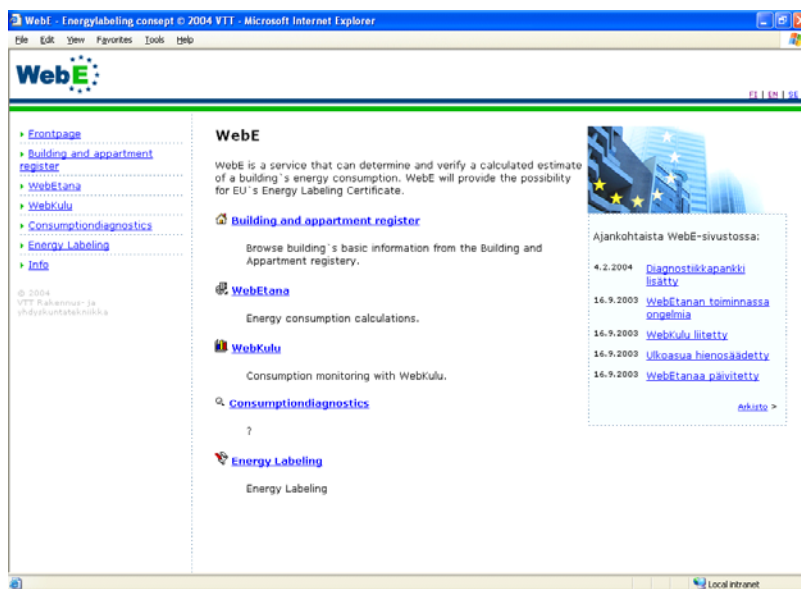 WebE - Energylabeling consept © 2004 VTT - Microsoft Internet Explorer
File Edit View Favorites Tools Help
WebE
FI | EN | SE
Frontpage
Building and appartment
register
WebEtana
WebKulu
Consumptiondiagnostics
Energy Labeling
Info
© 2004
VTT Rakennus- ja
yhdyskuntatekniikka
WebE
WebE is a service that can determine and verify a calculated estimate
of a building`s energy consumption. WebE will provide the possibility
for EU`s Energy Labeling Certificate.
Building and appartment register
Browse building`s basic information from the Building and
Appartment registery.
WebEtana
Energy consumption calculations.
WebKulu
Consumption monitoring with WebKulu.
Consumptiondiagnostics
?
Energy Labeling
Energy Labeling
Ajankohtaista WebE-sivustossa:
4.2.2004 Diagnostiikkapankki
lisätty
16.9.2003 WebEtanan toiminnassa
ongelmia
16.9.2003 WebKulu liitetty
16.9.2003 Ulkoasua hienosäädetty
16.9.2003 WebEtanaa päivitetty
Arkisto >
Local intranet